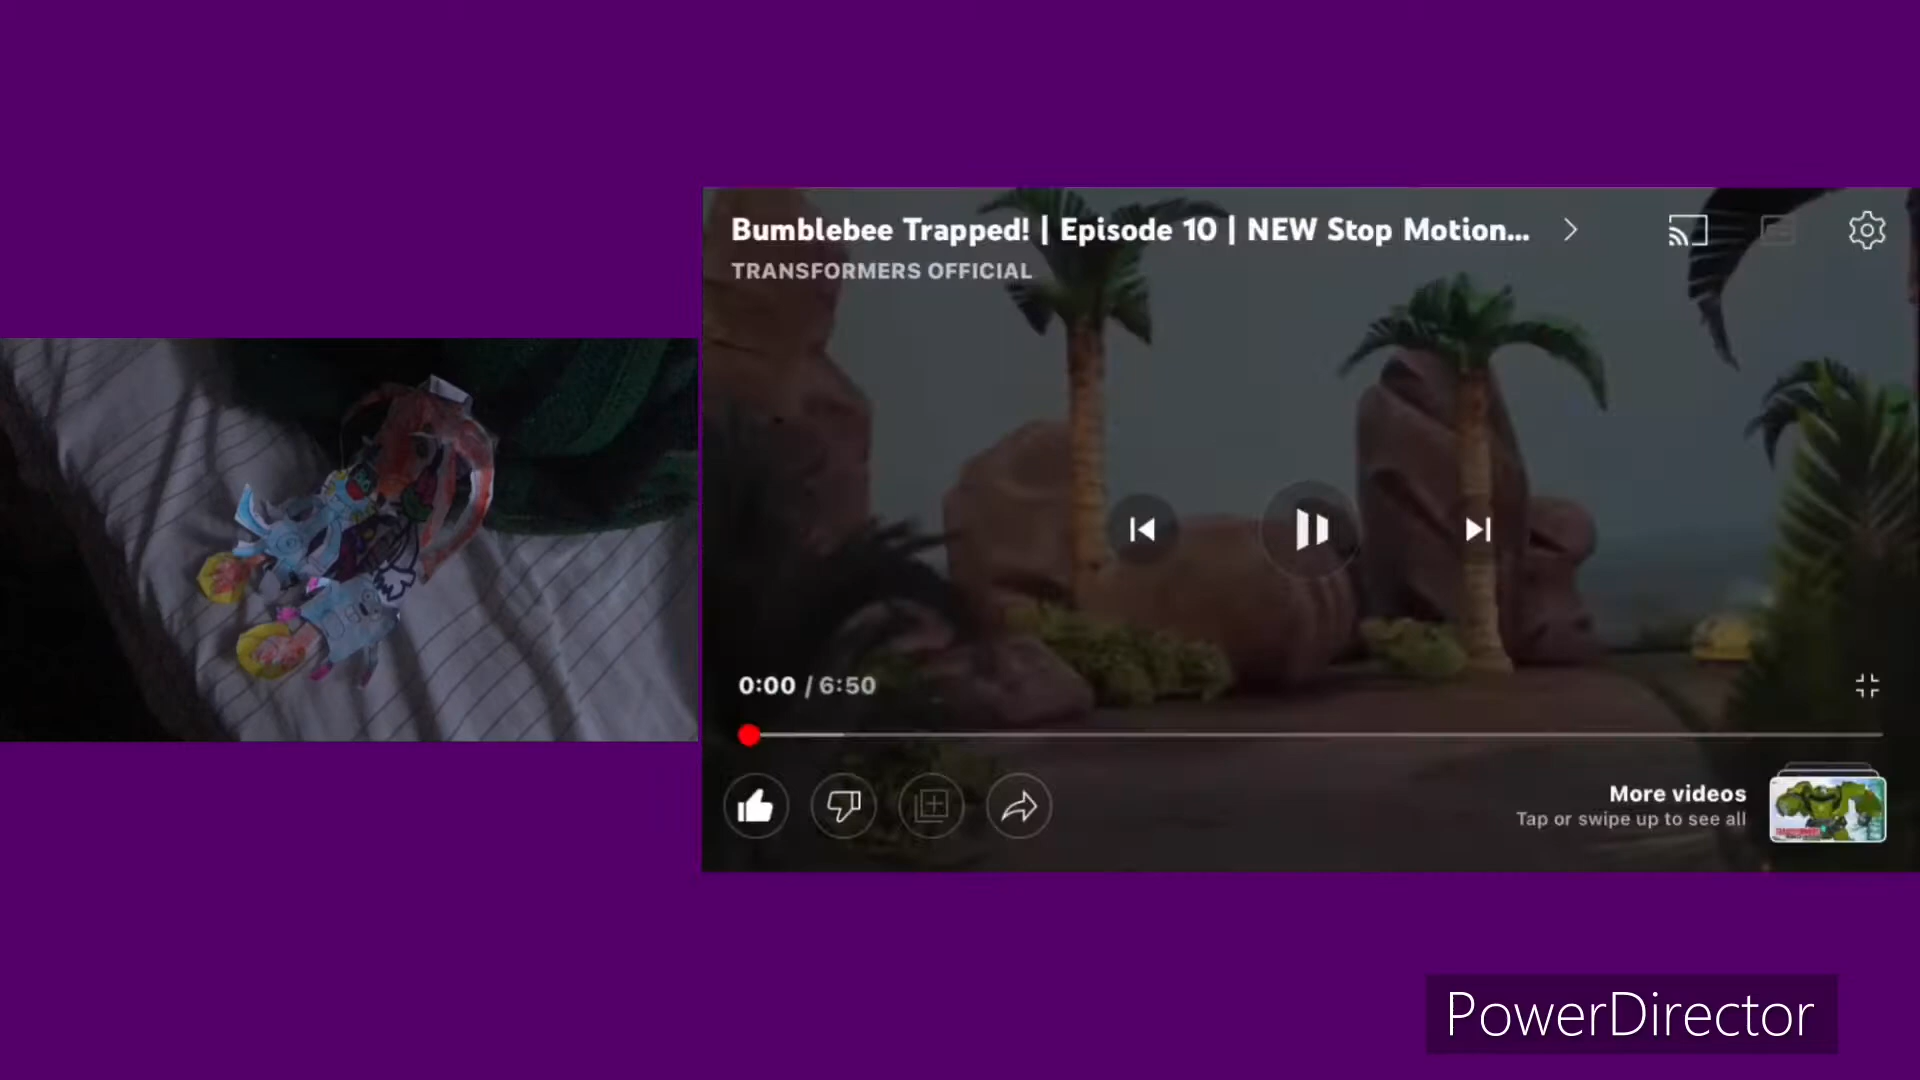 Bumblebee Trapped! | Episode 10 | NEW Stop Motion...
TRANSFORMERS OFFICIAL
0:00 / 6:50
More videos
Tap or swipe up to see all
PowerDirector